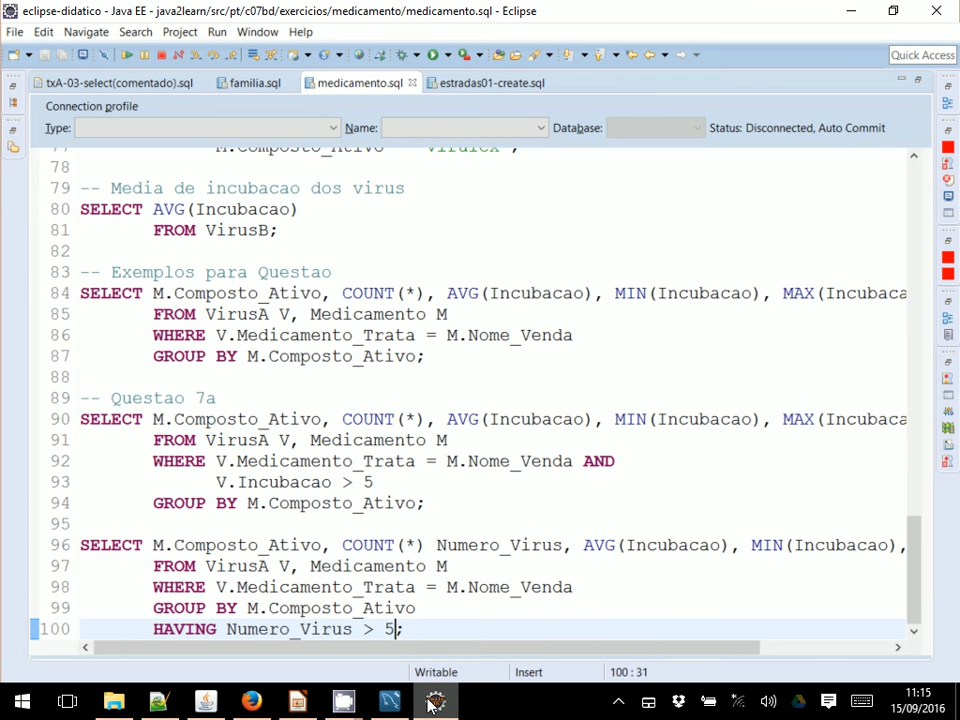 eclipse-didatico - Java EE - java2learn/src/pt/c07bd/exercicios/medicamento/medicamento.sql - Eclipse
File Edit Navigate Search Project Run Window Help
Quick Access
txA-03-select(comentado).sql familia.sql medicamento.sql estradas01-create.sql
Connection profile
Type: Name: Database: Status: Disconnected, Auto Commit
78
79 -- Media de incubacao dos virus
80 SELECT AVG(Incubacao)
81 FROM VirusB;
82
83 -- Exemplos para Questao
84 SELECT M.Composto_Ativo, COUNT(*), AVG(Incubacao), MIN(Incubacao), MAX(Incubaca
85 FROM VirusA V, Medicamento M
86 WHERE V.Medicamento_Trata = M.Nome_Venda
87 GROUP BY M.Composto_Ativo;
88
89 -- Questao 7a
90 SELECT M.Composto_Ativo, COUNT(*), AVG(Incubacao), MIN(Incubacao), MAX(Incubaca
91 FROM VirusA V, Medicamento M
92 WHERE V.Medicamento_Trata = M.Nome_Venda AND
93 V.Incubacao > 5
94 GROUP BY M.Composto_Ativo;
95
96 SELECT M.Composto_Ativo, COUNT(*) Numero_Virus, AVG(Incubacao), MIN(Incubacao),
97 FROM VirusA V, Medicamento M
98 WHERE V.Medicamento_Trata = M.Nome_Venda
99 GROUP BY M.Composto_Ativo
100 HAVING Numero_Virus > 5;
Writable Insert 100 : 31
11:15
15/09/2016